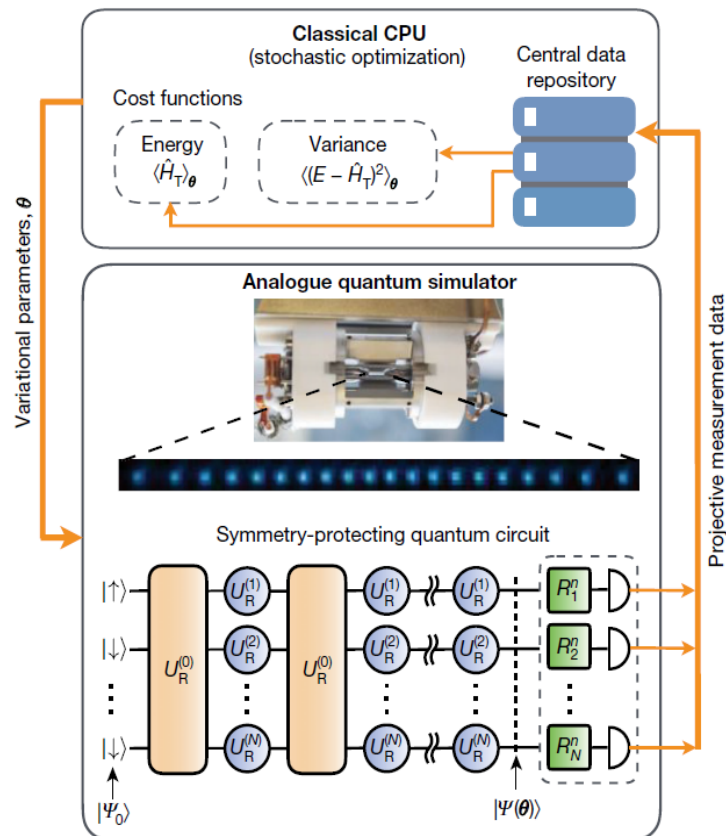 Classical CPU
(stochastic optimization)
Central data
repository
Cost functions
Energy
⟨Ĥ_T⟩_θ
Variance
⟨(E − Ĥ_T)²⟩_θ
Variational parameters, θ
Projective measurement data
Analogue quantum simulator
Symmetry-protecting quantum circuit
|↑⟩ U_R^(1) U_R^(1) U_R^(1) R_1^n
|↓⟩ U_R^(0) U_R^(2) U_R^(0) U_R^(2) U_R^(2) R_2^n
|↓⟩ U_R^(N) U_R^(N) U_R^(N) R_N^n
|Ψ_0⟩ |Ψ(θ)⟩